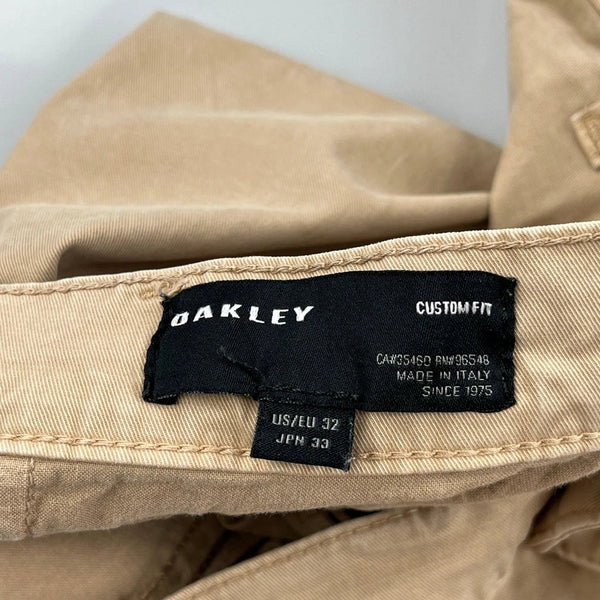 OAKLEY
CUSTOM FIT
CA#35460 RN#96548
MADE IN ITALY
SINCE 1975
US/EU 32
JPN 33